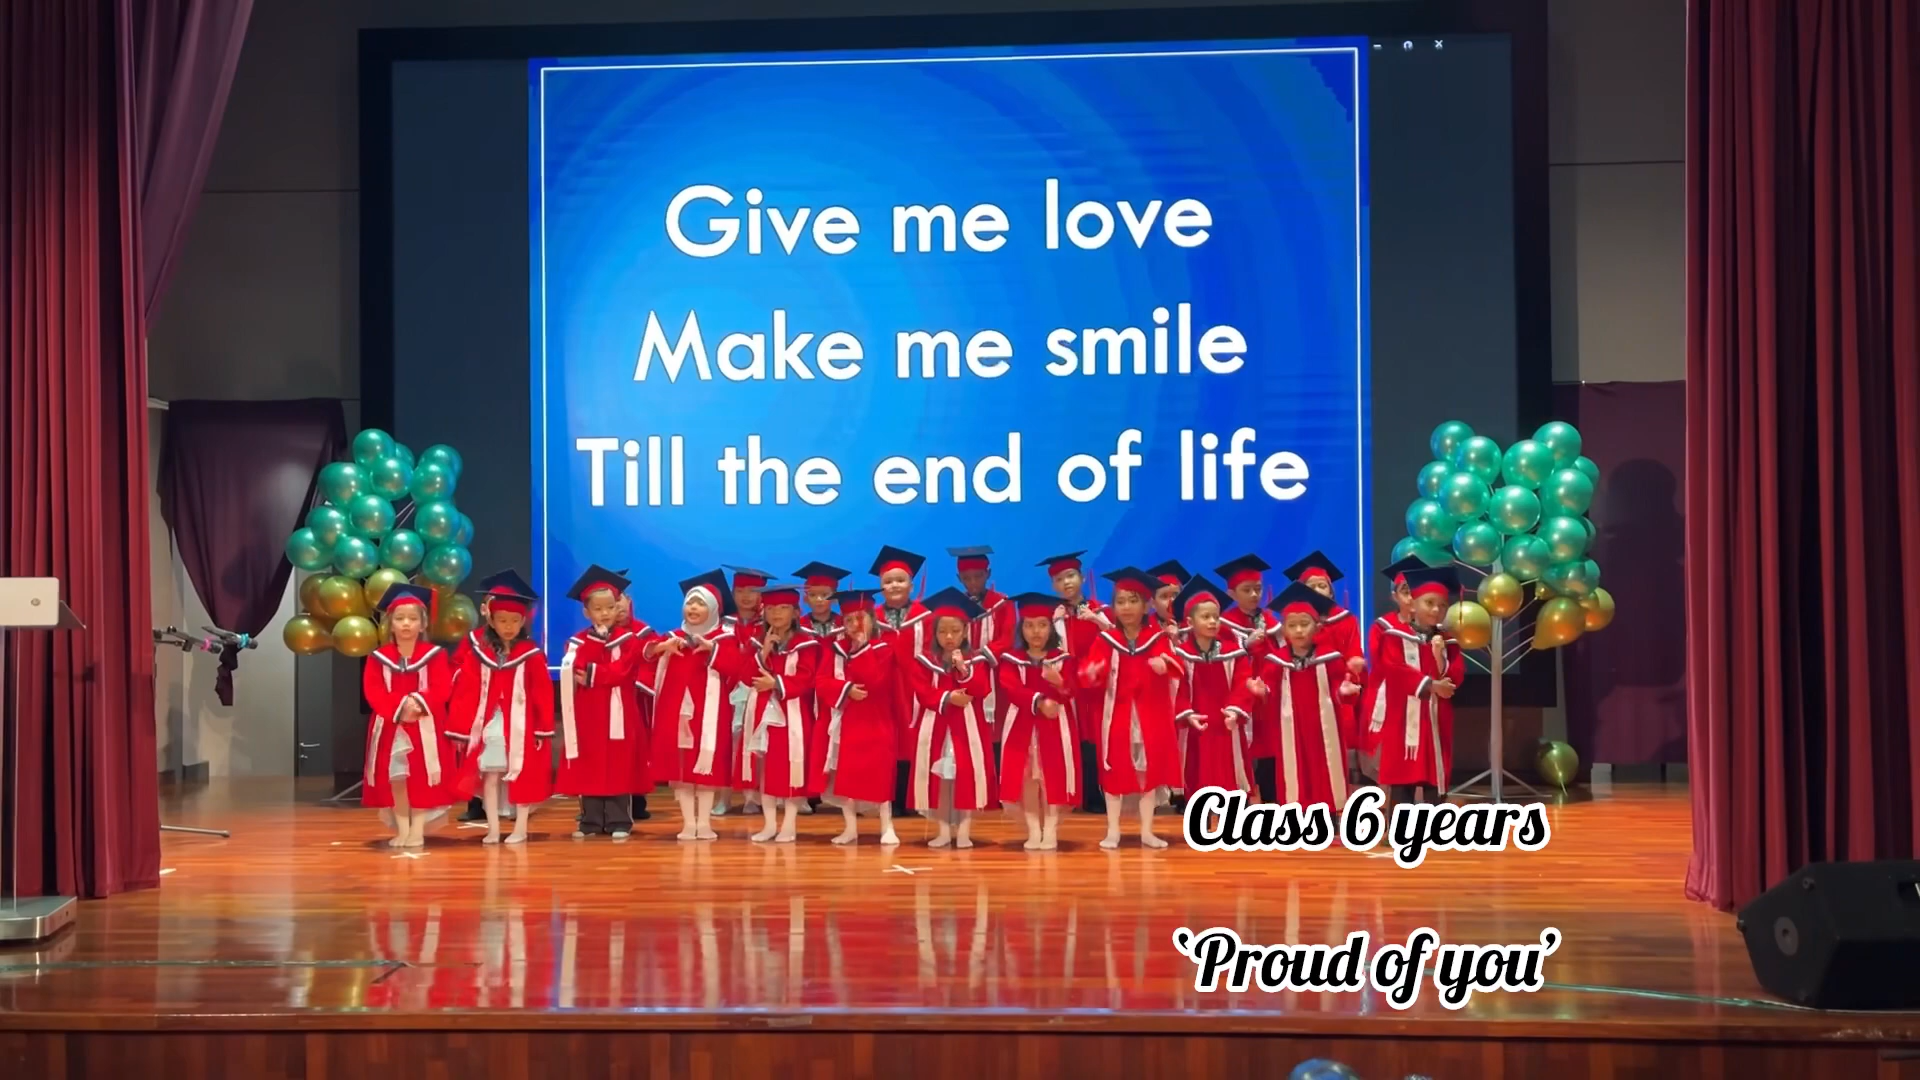 Give me love
Make me smile
Till the end of life
Class 6 years
‘Proud of you’